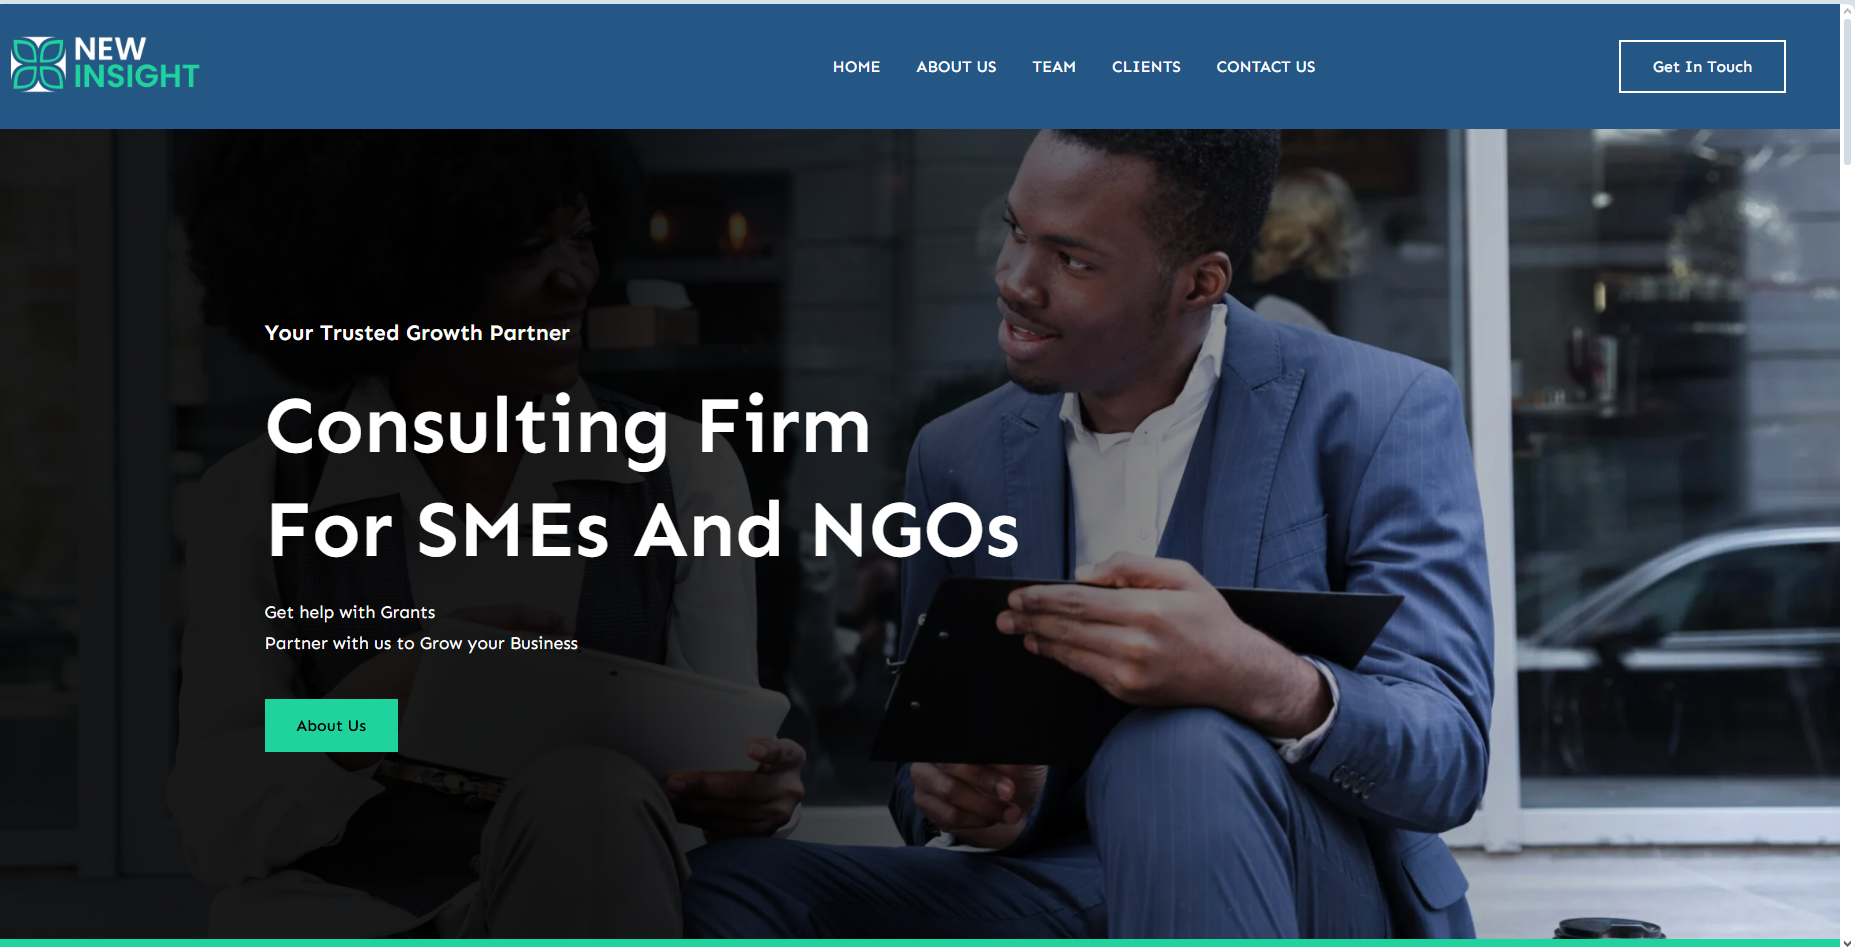 NEW
INSIGHT
HOME
ABOUT US
TEAM
CLIENTS
CONTACT US
Get In Touch
Your Trusted Growth Partner
Consulting Firm
For SMEs And NGOs
Get help with Grants
Partner with us to Grow your Business
About Us